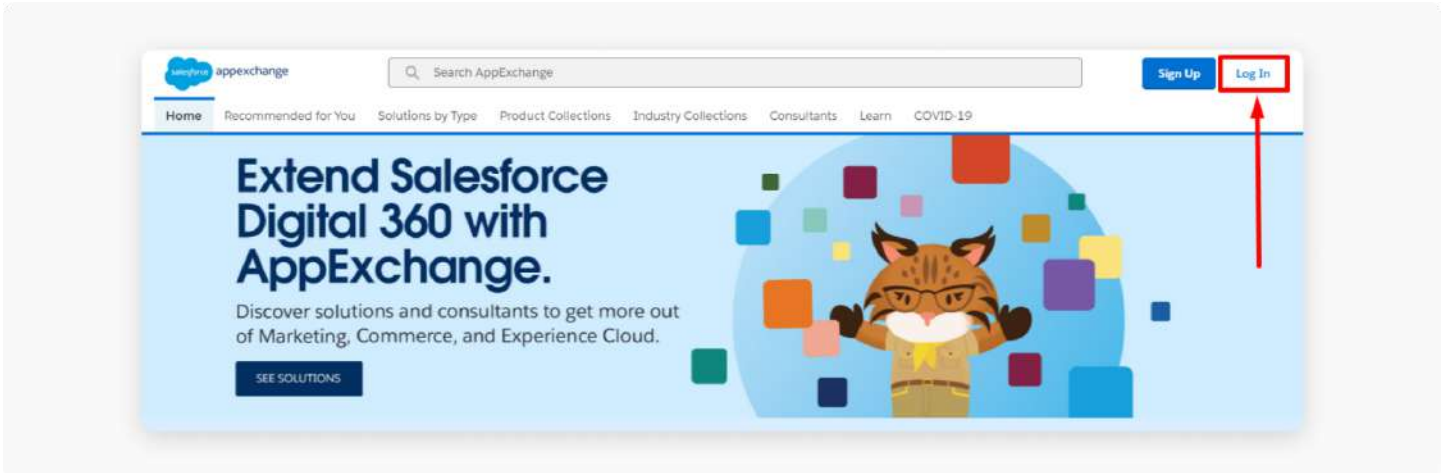 salesforce appexchange
Search AppExchange
Sign Up
Log In
Home Recommended for You Solutions by Type Product Collections Industry Collections Consultants Learn COVID-19
Extend Salesforce
Digital 360 with
AppExchange.
Discover solutions and consultants to get more out
of Marketing, Commerce, and Experience Cloud.
SEE SOLUTIONS